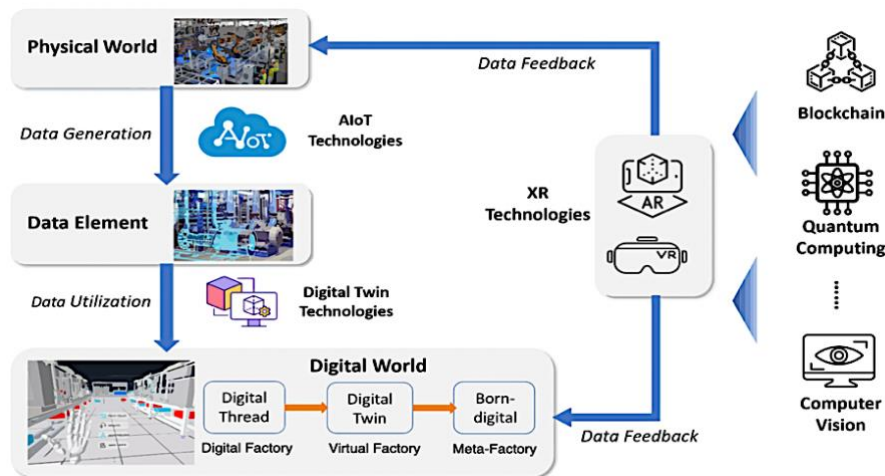 Physical World
Data Feedback
Blockchain
Data Generation
AIoT
AIoT
Technologies
XR
Technologies
AR
VR
Quantum
Computing
Data Element
Data Utilization
Digital Twin
Technologies
Digital World
Digital
Thread
Digital
Twin
Born-
digital
Digital Factory
Virtual Factory
Meta-Factory
Data Feedback
Computer
Vision